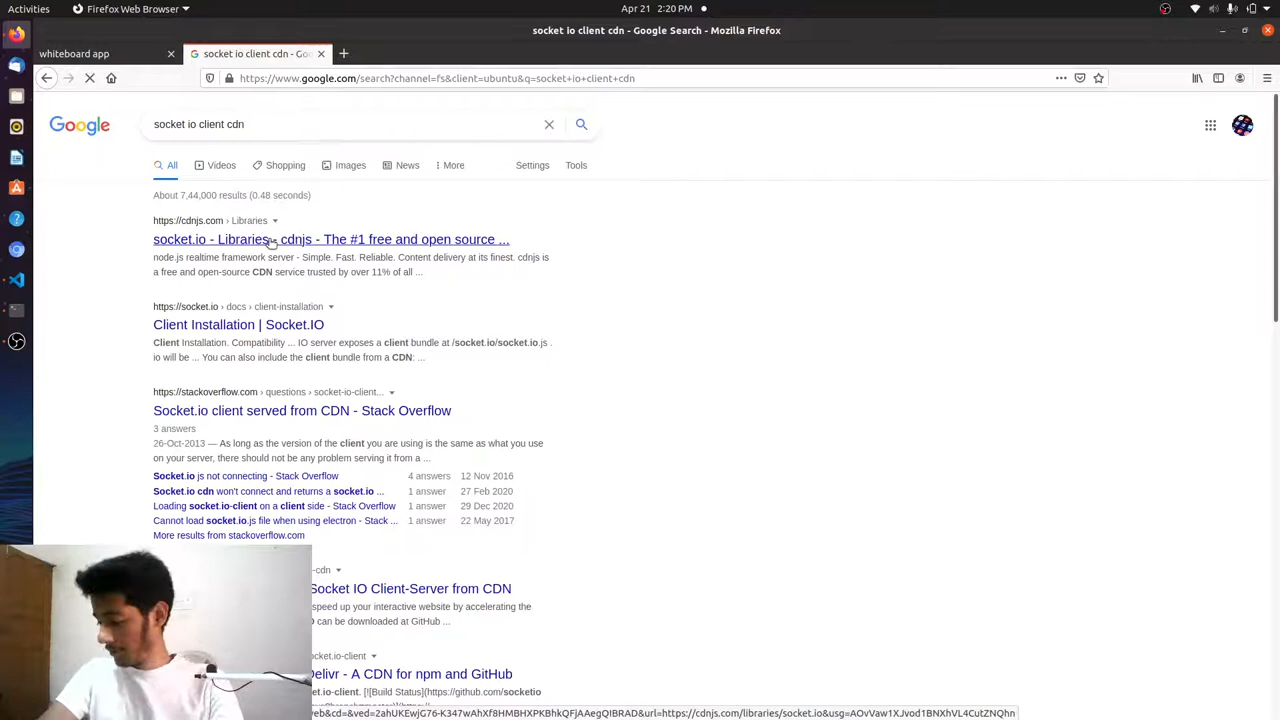 Activities
Firefox Web Browser
Apr 21 2:20 PM
socket io client cdn - Google Search - Mozilla Firefox
whiteboard app
socket io client cdn - Goo
https://www.google.com/search?channel=fs&client=ubuntu&q=socket+io+client+cdn
Google
socket io client cdn
All
Videos
Shopping
Images
News
More
Settings
Tools
About 7,44,000 results (0.48 seconds)
https://cdnjs.com › Libraries
socket.io - Libraries - cdnjs - The #1 free and open source ...
node.js realtime framework server - Simple. Fast. Reliable. Content delivery at its finest. cdnjs is
a free and open-source CDN service trusted by over 11% of all ...
https://socket.io › docs › client-installation
Client Installation | Socket.IO
Client Installation. Compatibility ... IO server exposes a client bundle at /socket.io/socket.io.js .
io will be ... You can also include the client bundle from a CDN: ...
https://stackoverflow.com › questions › socket-io-client...
Socket.io client served from CDN - Stack Overflow
3 answers
26-Oct-2013 — As long as the version of the client you are using is the same as what you use
on your server, there should not be any problem serving it from a ...
Socket.io js not connecting - Stack Overflow 4 answers 12 Nov 2016
Socket.io cdn won't connect and returns a socket.io ... 1 answer 27 Feb 2020
Loading socket.io-client on a client side - Stack Overflow 1 answer 29 Dec 2020
Cannot load socket.io.js file when using electron - Stack ... 1 answer 22 May 2017
More results from stackoverflow.com
-cdn
Socket IO Client-Server from CDN
speed up your interactive website by accelerating the
can be downloaded at GitHub ...
ocket.io-client
Delivr - A CDN for npm and GitHub
ket.io-client. [![Build Status](https://github.com/socketio